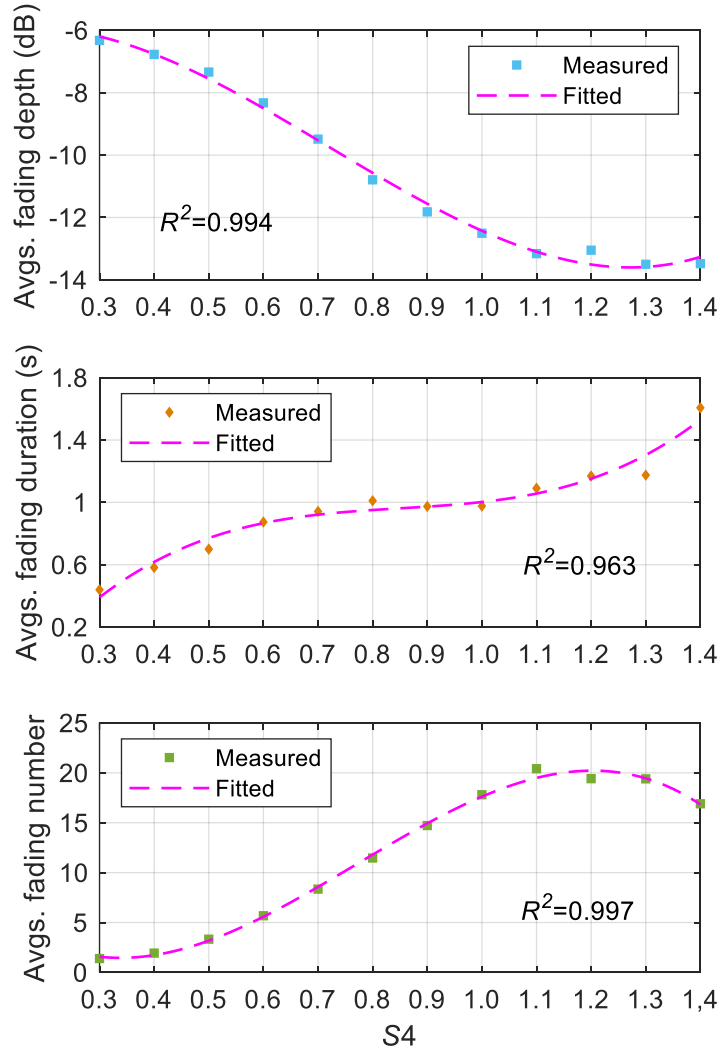 Avgs. fading depth (dB)
-6
-8
-10
-12
-14
Measured
Fitted
R²=0.994
0.3 0.4 0.5 0.6 0.7 0.8 0.9 1.0 1.1 1.2 1.3 1.4
Avgs. fading duration (s)
1.8
1.4
1
0.6
0.2
Measured
Fitted
R²=0.963
0.3 0.4 0.5 0.6 0.7 0.8 0.9 1.0 1.1 1.2 1.3 1.4
Avgs. fading number
25
20
15
10
5
0
Measured
Fitted
R²=0.997
0.3 0.4 0.5 0.6 0.7 0.8 0.9 1.0 1.1 1.2 1.3 1,4
S4